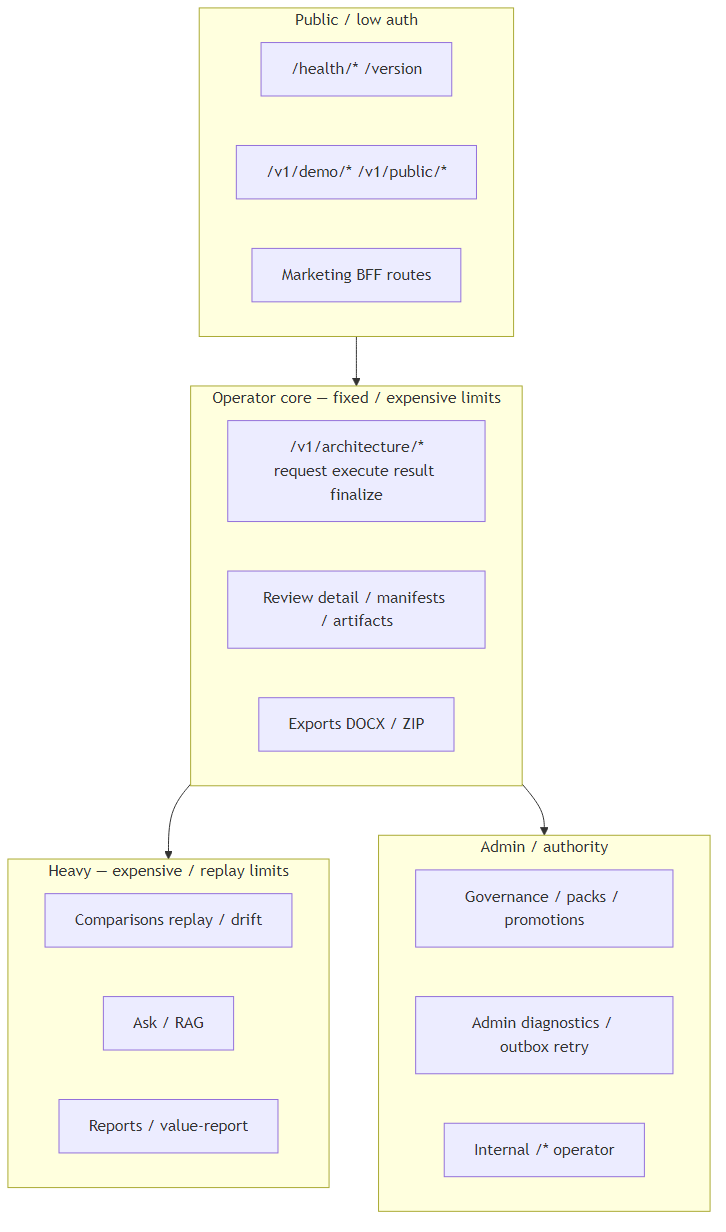 Public / low auth
/health/* /version
/v1/demo/* /v1/public/*
Marketing BFF routes
Operator core — fixed / expensive limits
/v1/architecture/*
request execute result
finalize
Review detail / manifests
/ artifacts
Exports DOCX / ZIP
Heavy — expensive / replay limits
Comparisons replay / drift
Ask / RAG
Reports / value-report
Admin / authority
Governance / packs /
promotions
Admin diagnostics /
outbox retry
Internal /* operator